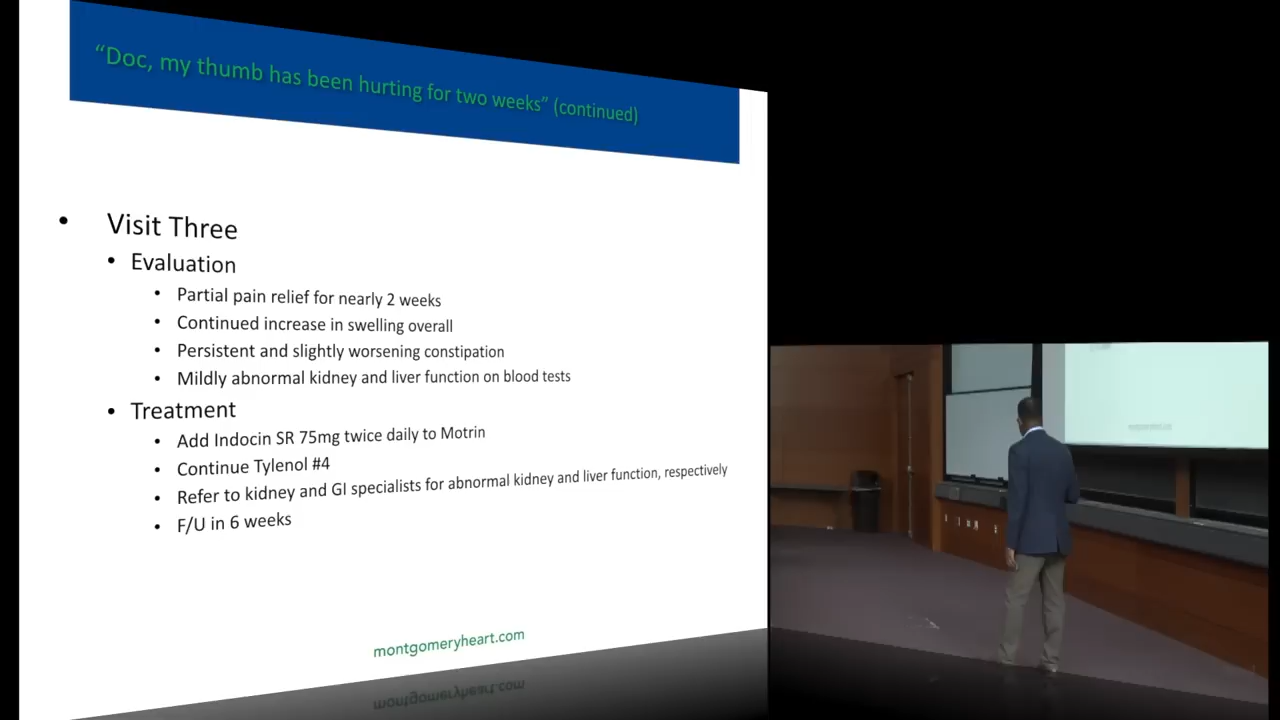 “Doc, my thumb has been hurting for two weeks” (continued)
• Visit Three
• Evaluation
• Partial pain relief for nearly 2 weeks
• Continued increase in swelling overall
• Persistent and slightly worsening constipation
• Mildly abnormal kidney and liver function on blood tests
• Treatment
• Add Indocin SR 75mg twice daily to Motrin
• Continue Tylenol #4
• Refer to kidney and GI specialists for abnormal kidney and liver function, respectively
• F/U in 6 weeks
montgomeryheart.com